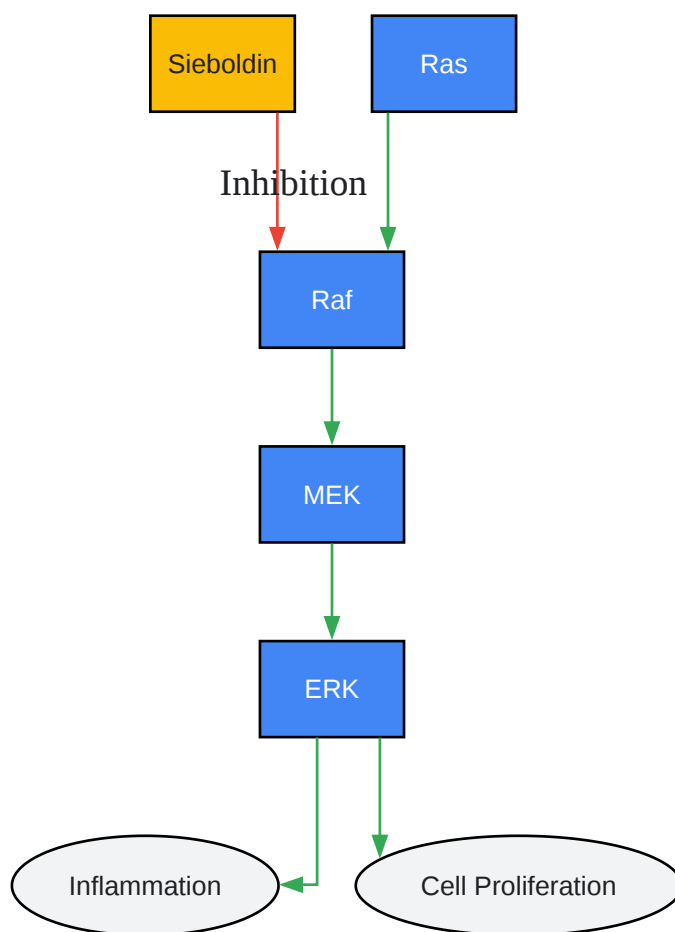 Sieboldin
Ras
Inhibition
Raf
MEK
ERK
Inflammation
Cell Proliferation